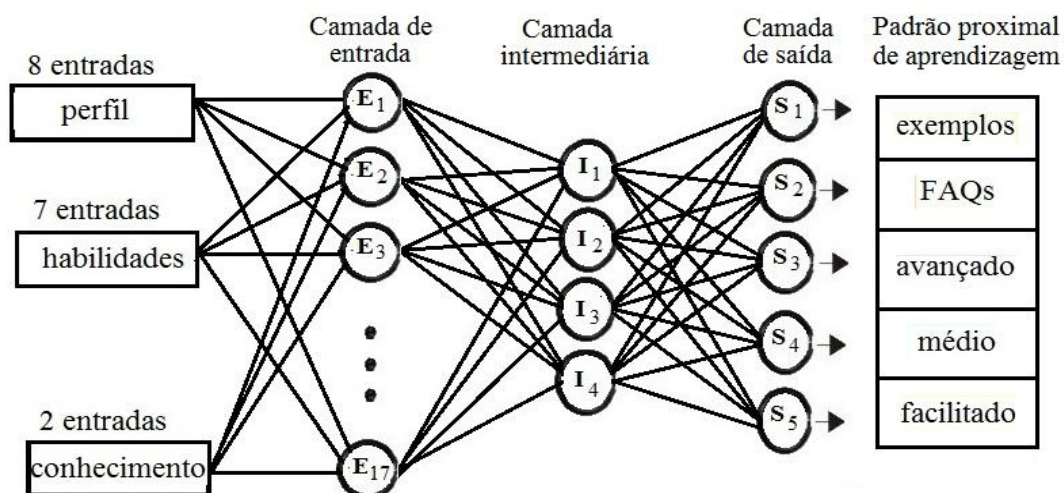 Camada de
entrada
Camada
intermediária
Camada
de saída
Padrão proximal
de aprendizagem
8 entradas
perfil
7 entradas
habilidades
2 entradas
conhecimento
E1
E2
E3
E17
I1
I2
I3
I4
S1
S2
S3
S4
S5
exemplos
FAQs
avançado
médio
facilitado